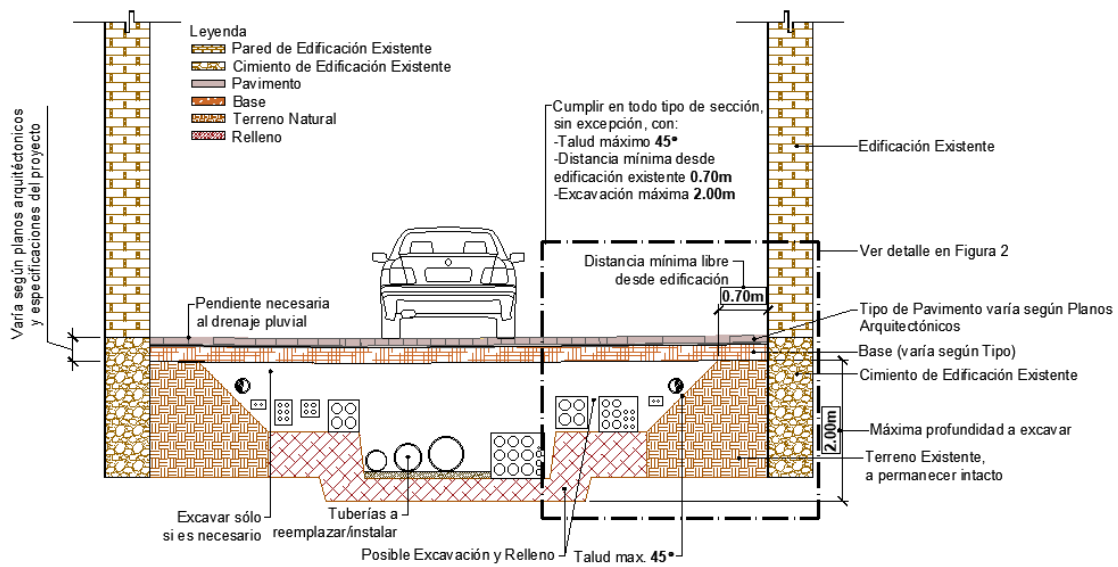 Leyenda
Pared de Edificación Existente
Cimiento de Edificación Existente
Pavimento
Base
Terreno Natural
Relleno
Varía según planos arquitéctonicos
y especificaciones del proyecto
Cumplir en todo tipo de sección,
sin excepción, con:
-Talud máximo 45°
-Distancia mínima desde
edificación existente 0.70m
-Excavación máxima 2.00m
Edificación Existente
Ver detalle en Figura 2
Distancia mínima libre
desde edificación
0.70m
Pendiente necesaria
al drenaje pluvial
Tipo de Pavimento varía según Planos
Arquitectónicos
Base (varía según Tipo)
Cimiento de Edificación Existente
2.00m
Máxima profundidad a excavar
Terreno Existente,
a permanecer intacto
Excavar sólo
si es necesario
Tuberías a
reemplazar/instalar
Posible Excavación y Relleno
Talud max. 45°